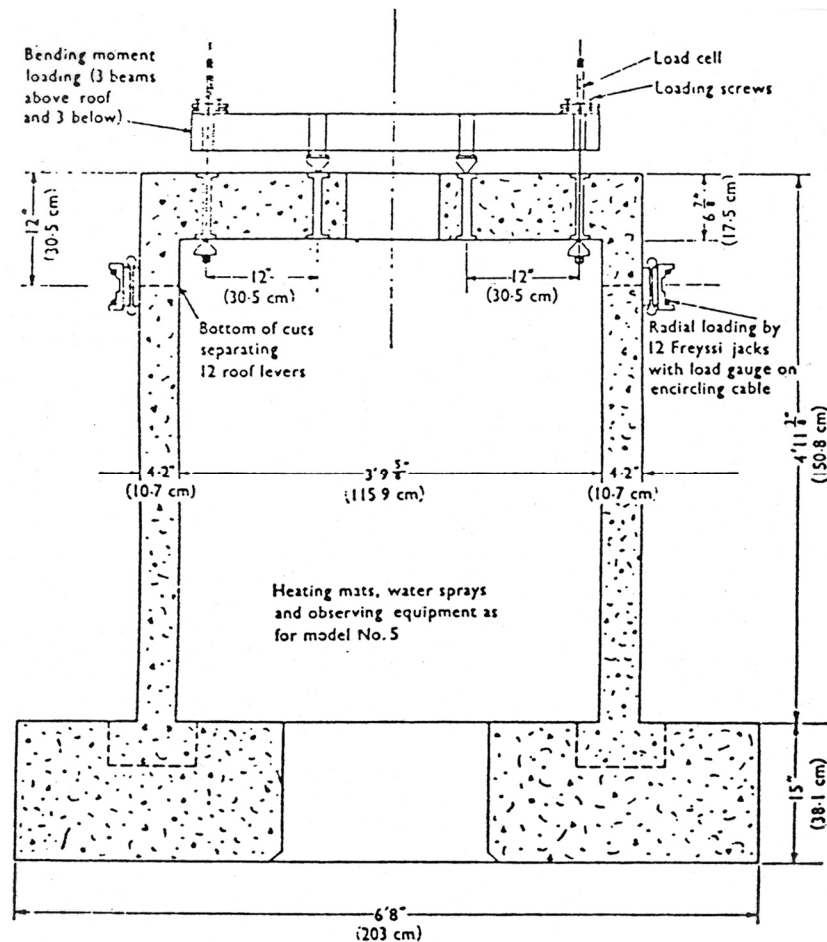 Bending moment
loading (3 beams
above roof
and 3 below)
Load cell
Loading screws
12"
(30·5 cm)
6 7/8"
(17·5 cm)
12"
(30·5 cm)
12"
(30·5 cm)
Bottom of cuts
separating
12 roof levers
Radial loading by
12 Freyssi jacks
with load gauge on
encircling cable
4·2"
(10·7 cm)
3'9 5/8"
(115 9 cm)
4·2"
(10·7 cm)
4'11 3/8"
(150·8 cm)
Heating mats, water sprays
and observing equipment as
for model No. 5
15"
(38·1 cm)
6'8"
(203 cm)